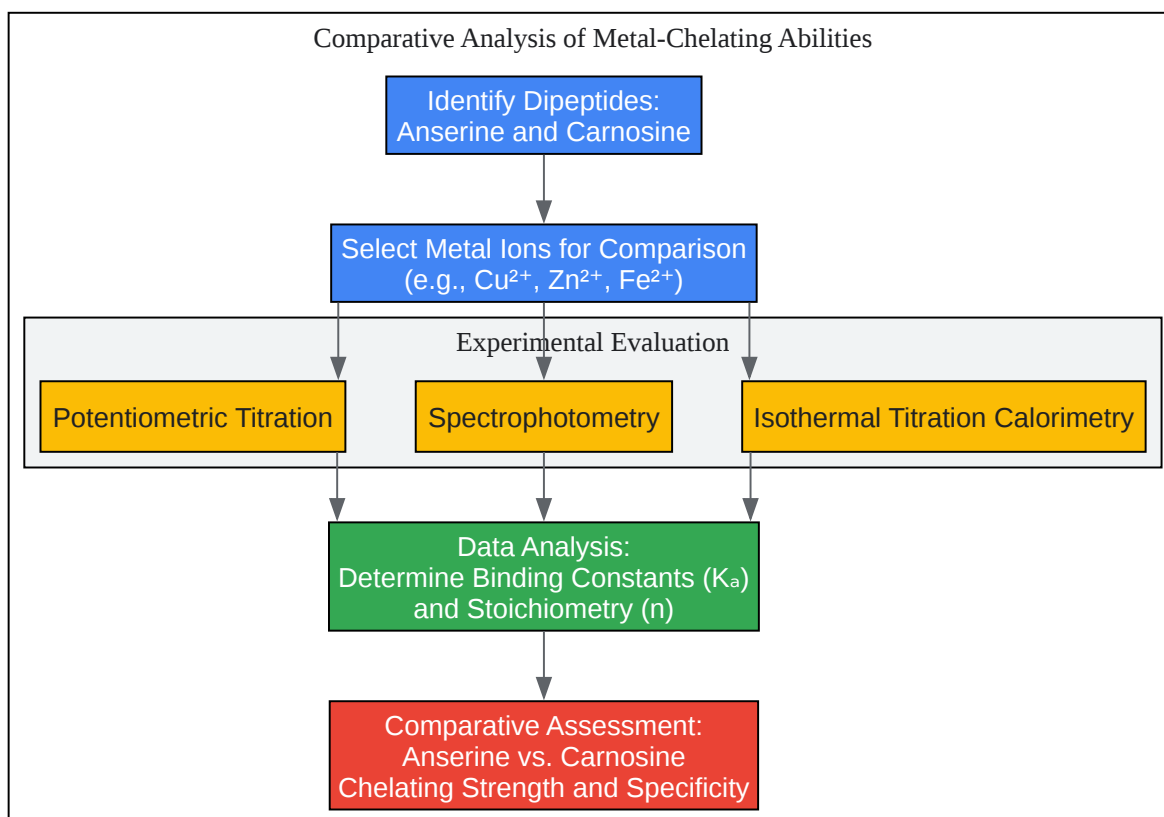 Comparative Analysis of Metal-Chelating Abilities
Identify Dipeptides:
Anserine and Carnosine
Select Metal Ions for Comparison
(e.g., Cu²⁺, Zn²⁺, Fe²⁺)
Experimental Evaluation
Potentiometric Titration
Spectrophotometry
Isothermal Titration Calorimetry
Data Analysis:
Determine Binding Constants (Kₐ)
and Stoichiometry (n)
Comparative Assessment:
Anserine vs. Carnosine
Chelating Strength and Specificity